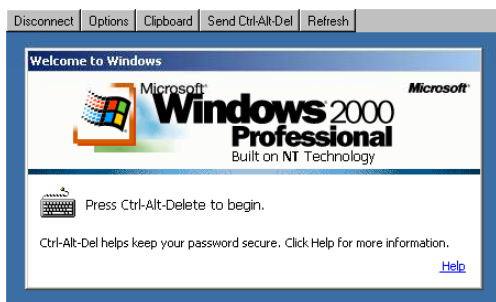 Disconnect Options Clipboard Send Ctrl-Alt-Del Refresh
Welcome to Windows
Microsoft Microsoft
Windows 2000
Professional
Built on NT Technology
Press Ctrl-Alt-Delete to begin.
Ctrl-Alt-Del helps keep your password secure. Click Help for more information.
Help